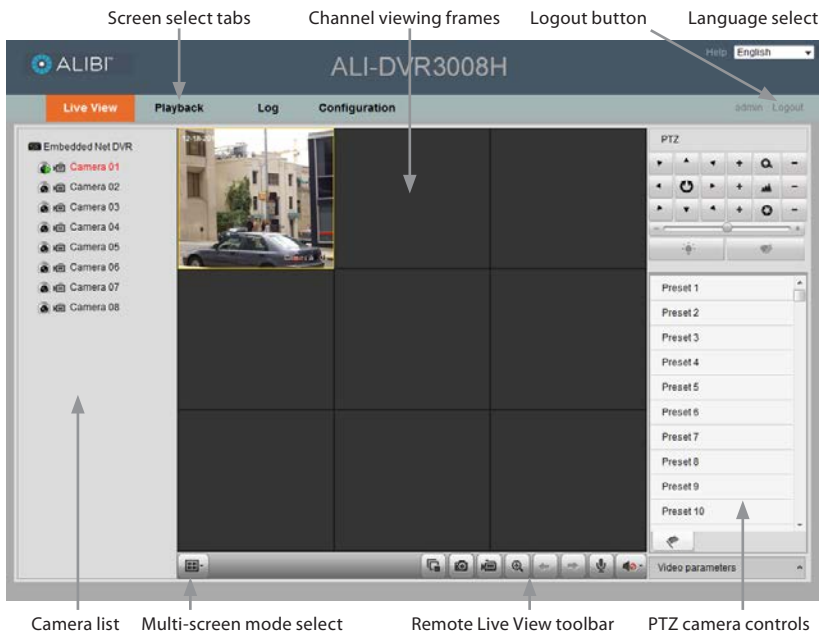 Screen select tabs
Channel viewing frames
Logout button
Language select
ALIBI
ALI-DVR3008H
Help
English
Live View
Playback
Log
Configuration
admin
Logout
Embedded Net DVR
Camera 01
Camera 02
Camera 03
Camera 04
Camera 05
Camera 06
Camera 07
Camera 08
PTZ
Preset 1
Preset 2
Preset 3
Preset 4
Preset 5
Preset 6
Preset 7
Preset 8
Preset 9
Preset 10
Video parameters
Camera list
Multi-screen mode select
Remote Live View toolbar
PTZ camera controls